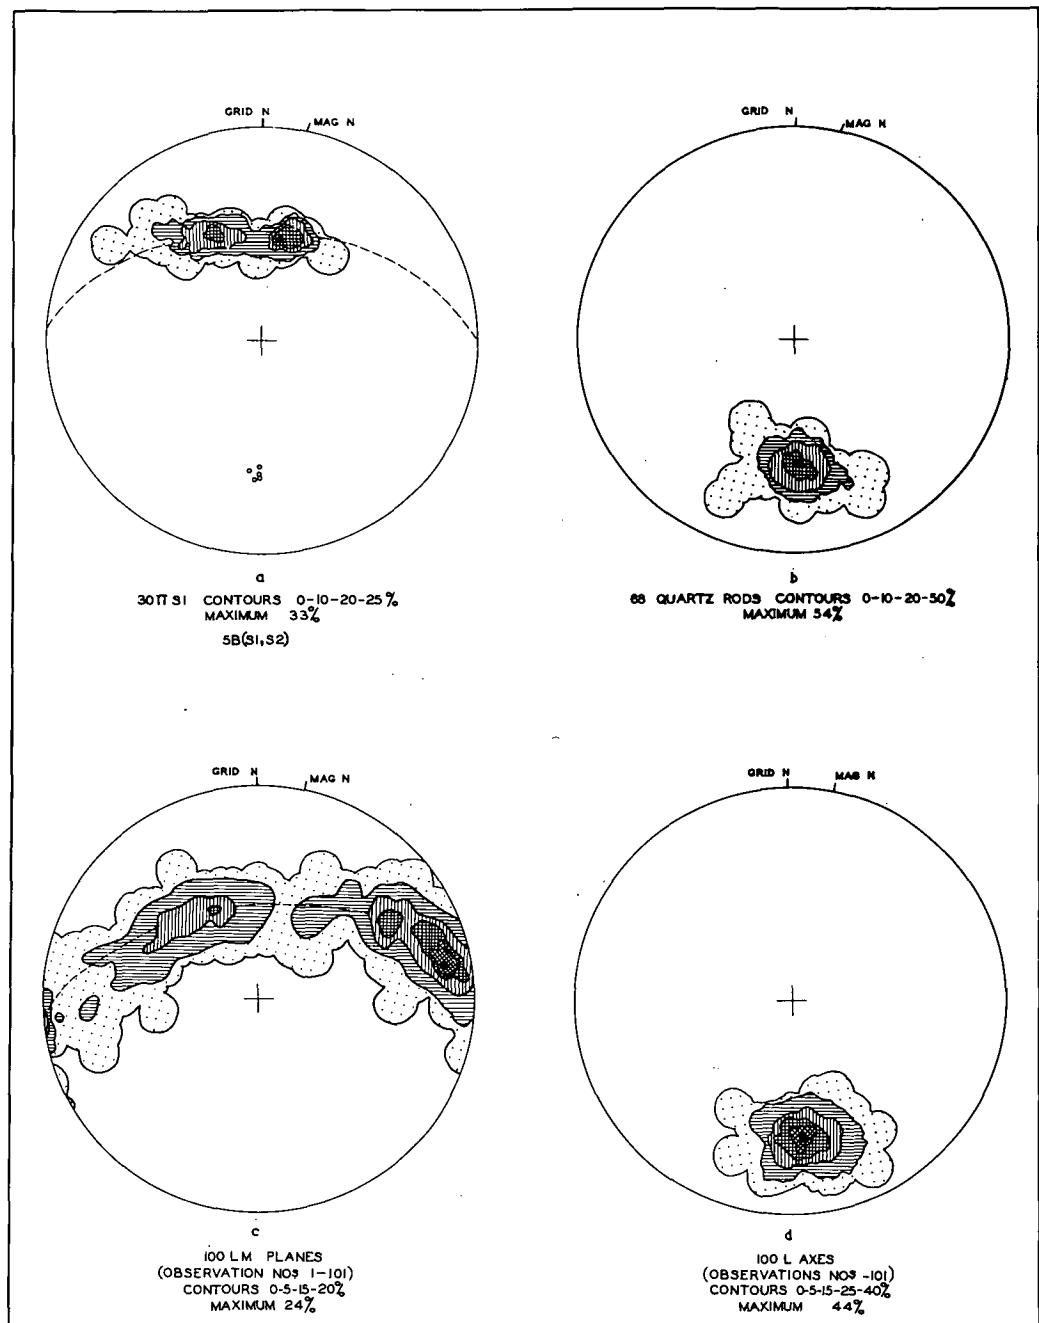 GRID N
MAG N
GRID N
MAG N
a
30 π S1 CONTOURS 0-10-20-25%
MAXIMUM 33%
5B(S1,S2)
b
68 QUARTZ RODS CONTOURS 0-10-20-50%
MAXIMUM 54%
GRID N
MAG N
GRID N
MAG N
c
100 LM PLANES
(OBSERVATION NOS 1-101)
CONTOURS 0-5-15-20%
MAXIMUM 24%
d
100 L AXES
(OBSERVATIONS NOS -101)
CONTOURS 0-5-15-25-40%
MAXIMUM 44%